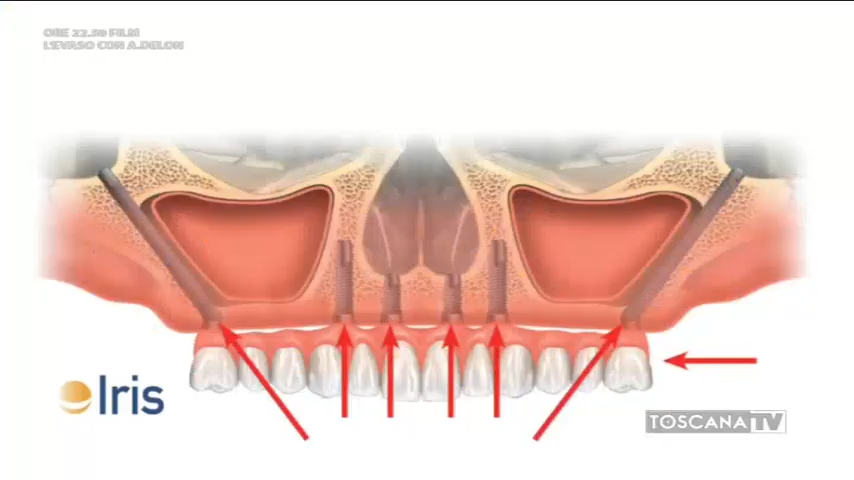 ORE 22.50 FILM
L'EVASO CON A.DELON
Iris
TOSCANA TV